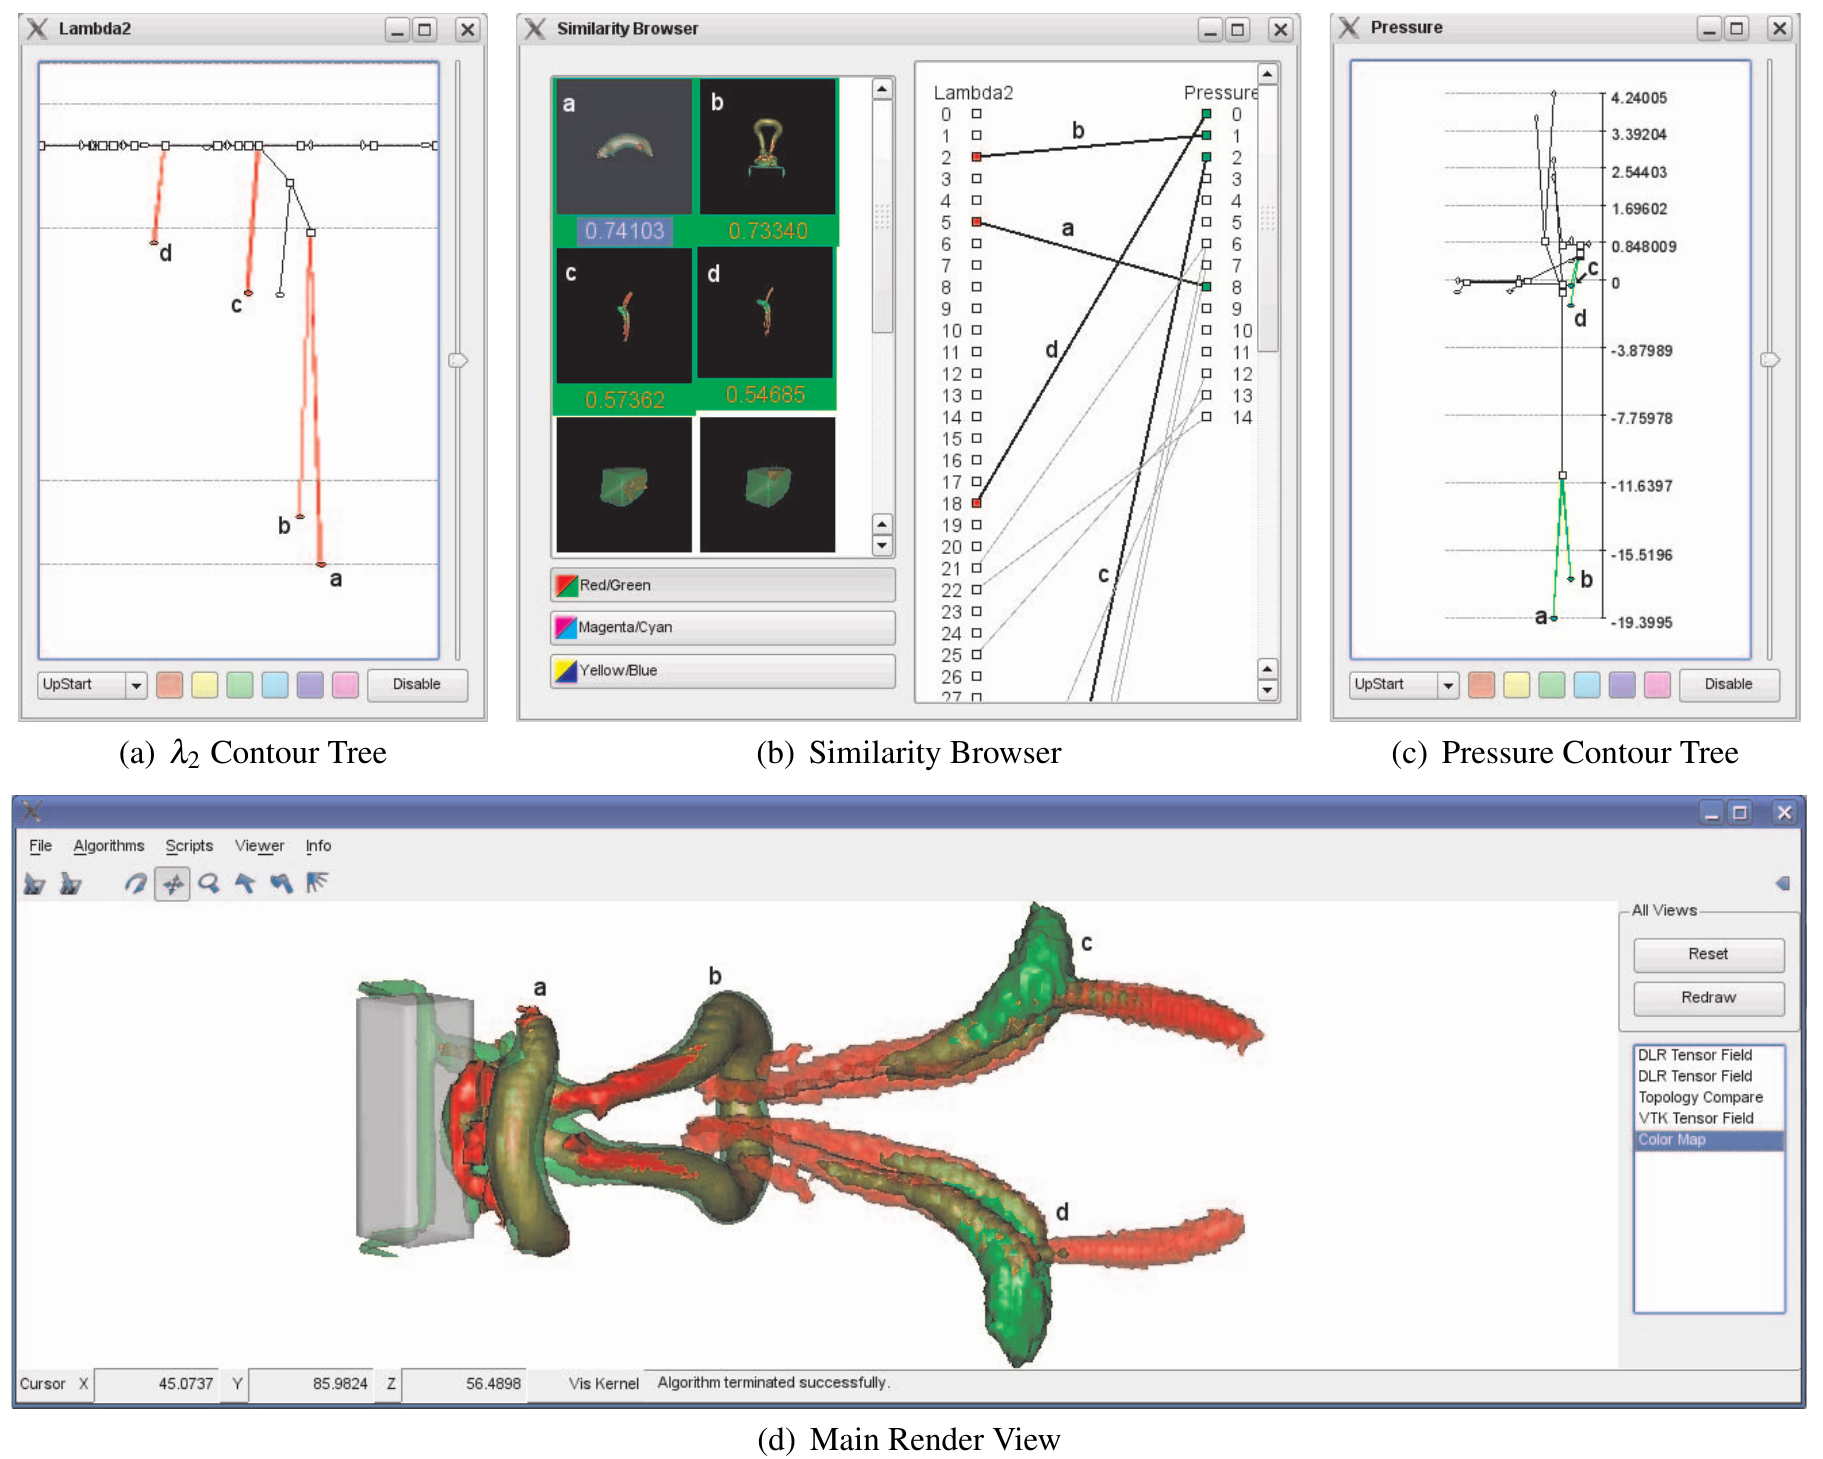 Lambda2
d
c
b
a
UpStart
Disable
(a) λ2 Contour Tree
Similarity Browser
a
b
0.74103
0.73340
c
d
0.57362
0.54685
Red/Green
Magenta/Cyan
Yellow/Blue
Lambda2
Pressure
0
1
2
3
4
5
6
7
8
9
10
11
12
13
14
15
16
17
18
19
20
21
22
23
24
25
26
27
b
a
d
c
0
1
2
3
4
5
6
7
8
9
10
11
12
13
14
(b) Similarity Browser
Pressure
4.24005
3.39204
2.54403
1.69602
0.848009
0
-3.87989
-7.75978
-11.6397
-15.5196
-19.3995
c
d
b
a
UpStart
Disable
(c) Pressure Contour Tree
File Algorithms Scripts Viewer Info
All Views
Reset
Redraw
DLR Tensor Field
DLR Tensor Field
Topology Compare
VTK Tensor Field
Color Map
a
b
c
d
Cursor X 45.0737 Y 85.9824 Z 56.4898 Vis Kernel Algorithm terminated successfully.
(d) Main Render View